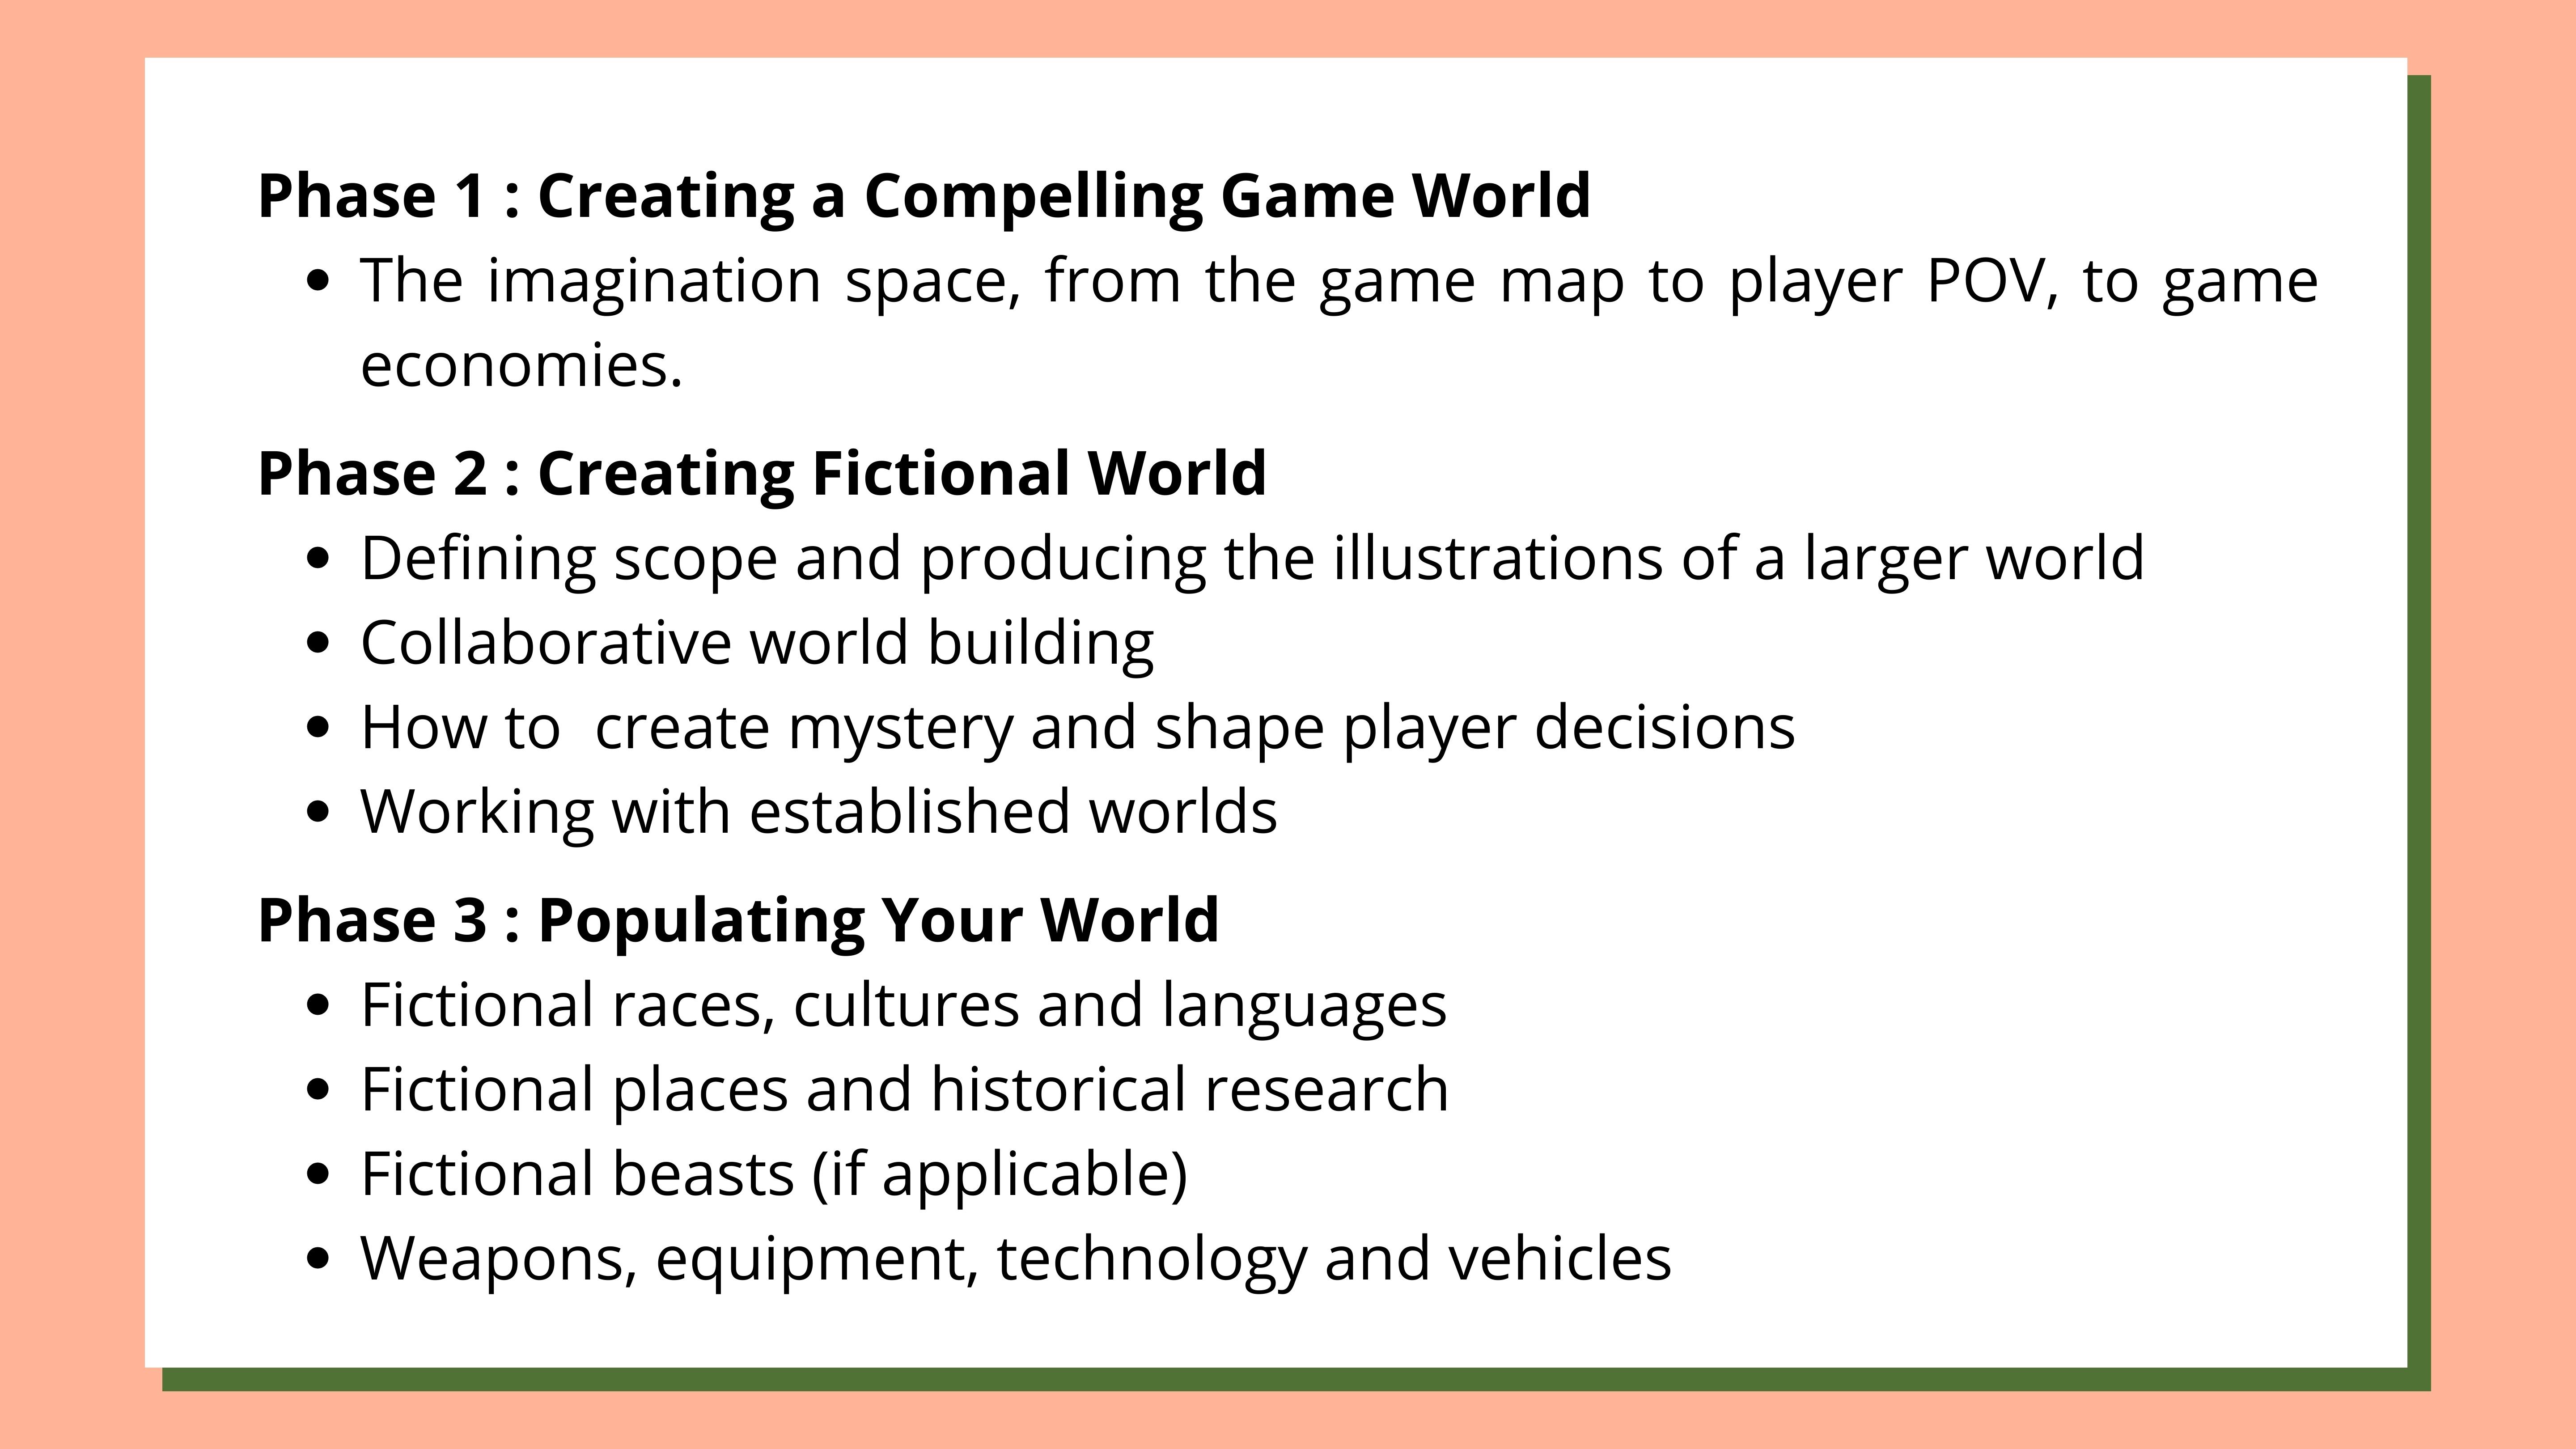 Phase 1 : Creating a Compelling Game World
• The imagination space, from the game map to player POV, to game
economies.
Phase 2 : Creating Fictional World
• Defining scope and producing the illustrations of a larger world
• Collaborative world building
• How to  create mystery and shape player decisions
• Working with established worlds
Phase 3 : Populating Your World
• Fictional races, cultures and languages
• Fictional places and historical research
• Fictional beasts (if applicable)
• Weapons, equipment, technology and vehicles